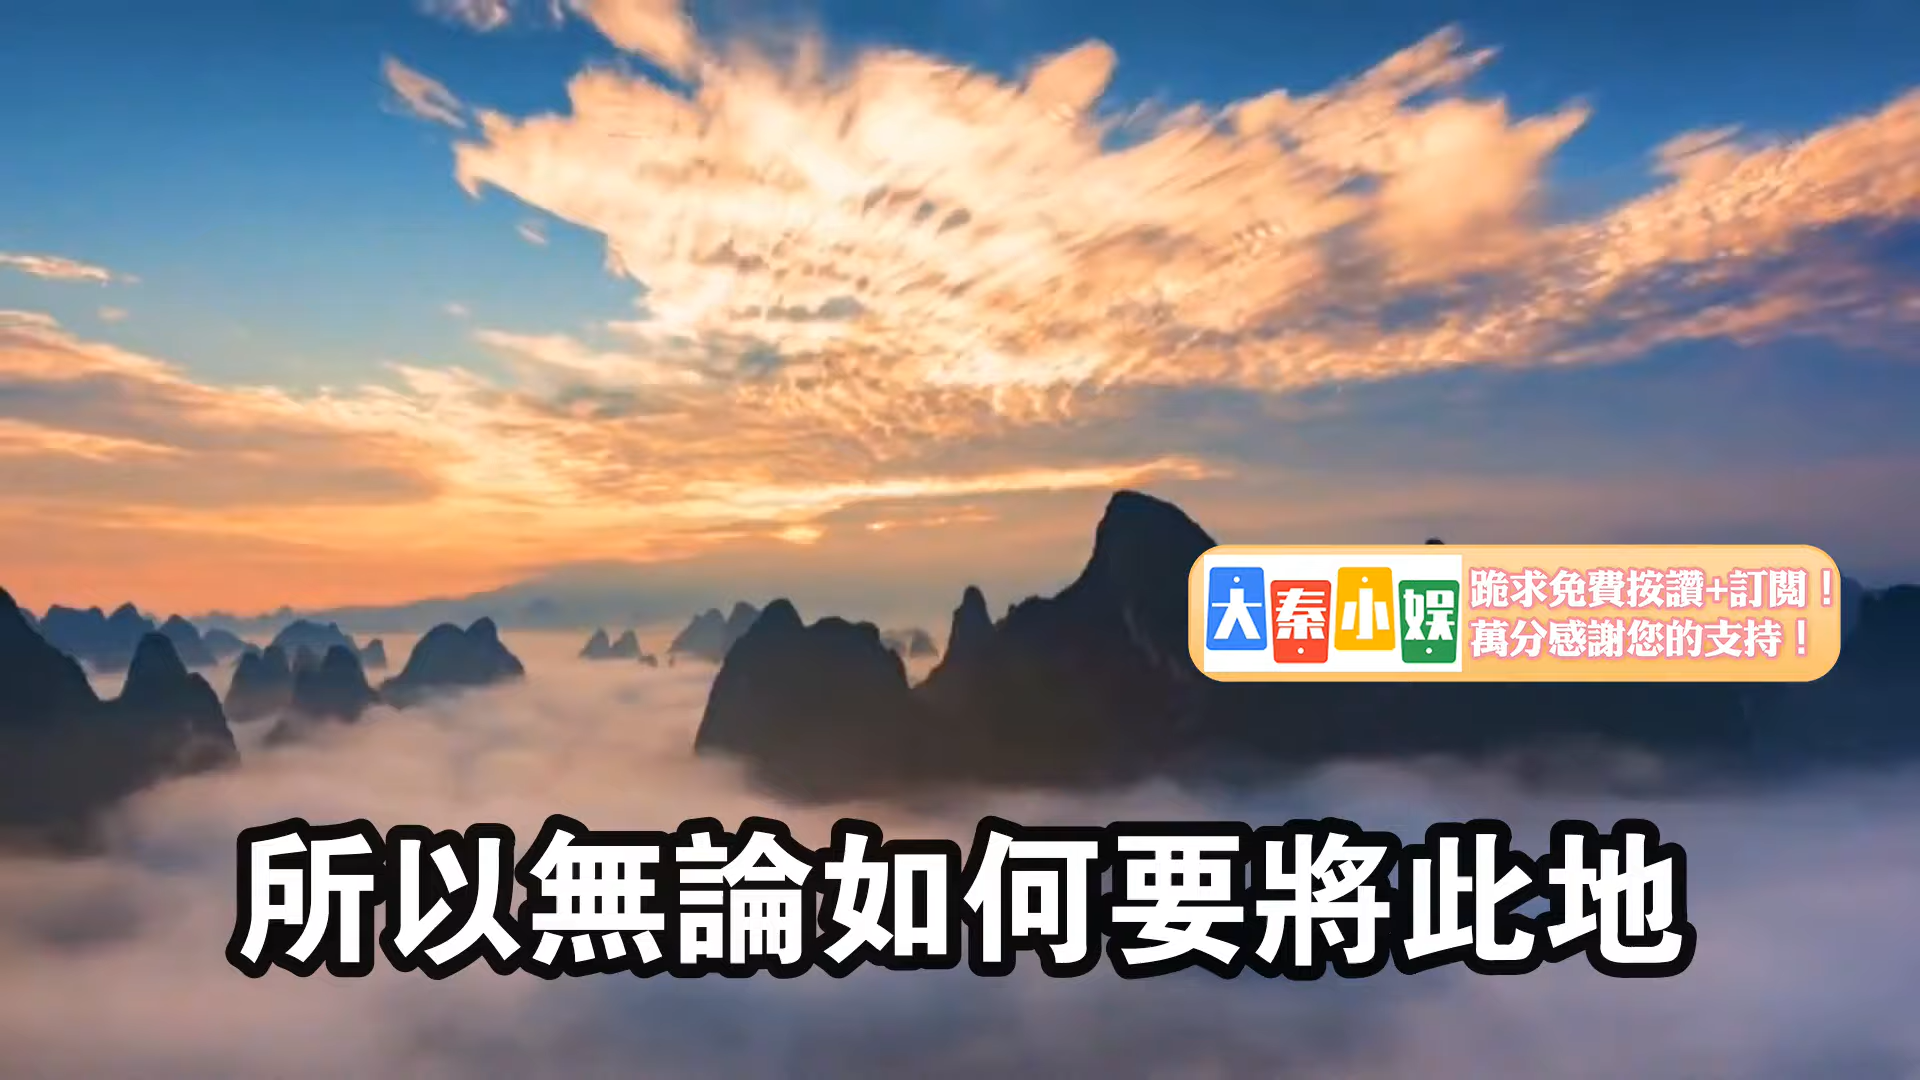 大秦小娱
跪求免費按讚+訂閱！
萬分感謝您的支持！
所以無論如何要將此地